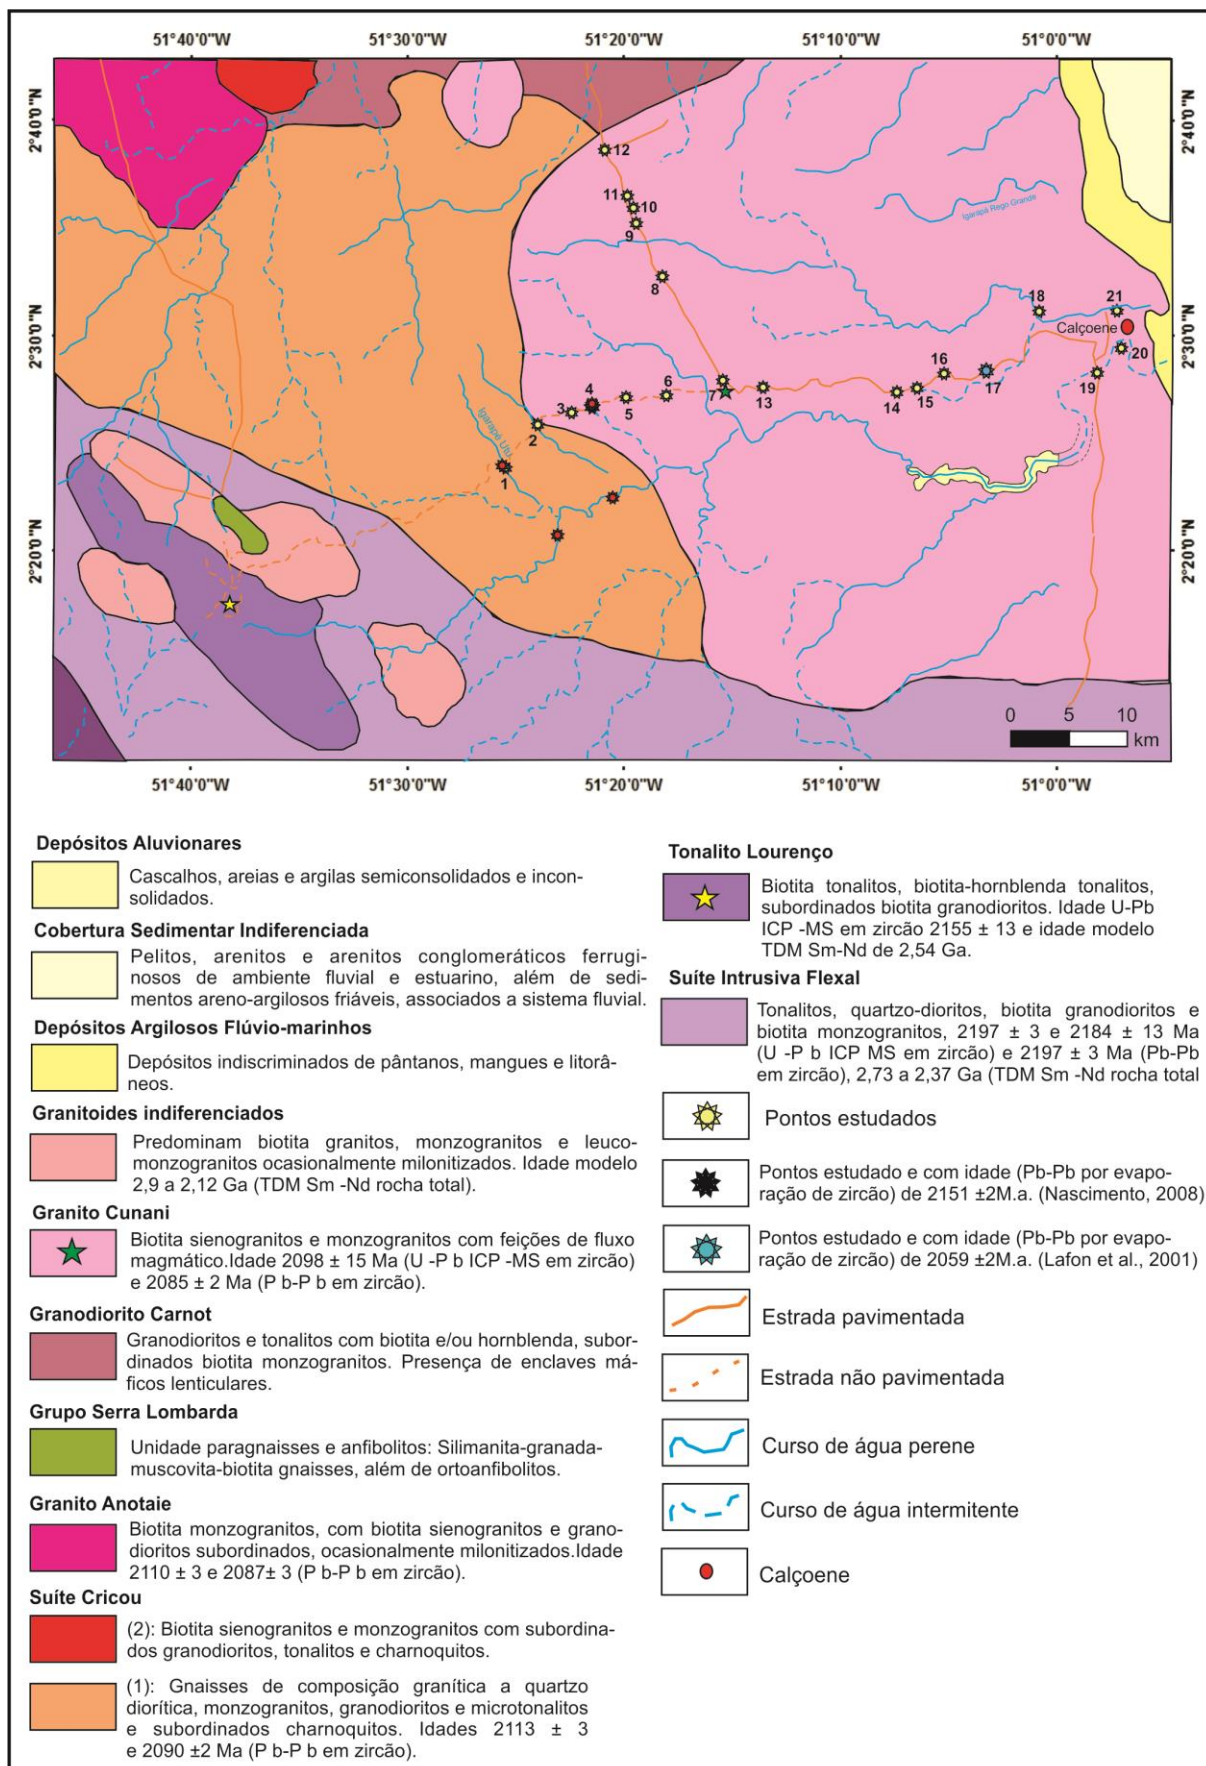 51°40'0"W
51°30'0"W
51°20'0"W
51°10'0"W
51°0'0"W
2°40'0"N
2°40'0"N
12
11
10
9
Igarapé Rego Grande
8
18
21
Calçoene
2°30'0"N
2°30'0"N
20
16
17
19
4
6
3
5
7
13
14
15
2
Igarapé Utú
1
2°20'0"N
2°20'0"N
0 5 10
km
51°40'0"W
51°30'0"W
51°20'0"W
51°10'0"W
51°0'0"W
Depósitos Aluvionares
Cascalhos, areias e argilas semiconsolidados e incon-
solidados.
Cobertura Sedimentar Indiferenciada
Pelitos, arenitos e arenitos conglomeráticos ferrugi-
nosos de ambiente fluvial e estuarino, além de sedi-
mentos areno-argilosos friáveis, associados a sistema fluvial.
Depósitos Argilosos Flúvio-marinhos
Depósitos indiscriminados de pântanos, mangues e litorâ-
neos.
Granitoides indiferenciados
Predominam biotita granitos, monzogranitos e leuco-
monzogranitos ocasionalmente milonitizados. Idade modelo
2,9 a 2,12 Ga (TDM Sm -Nd rocha total).
Granito Cunani
Biotita sienogranitos e monzogranitos com feições de fluxo
magmático.Idade 2098 ± 15 Ma (U -P b ICP -MS em zircão)
e 2085 ± 2 Ma (P b-P b em zircão).
Granodiorito Carnot
Granodioritos e tonalitos com biotita e/ou hornblenda, subor-
dinados biotita monzogranitos. Presença de enclaves má-
ficos lenticulares.
Grupo Serra Lombarda
Unidade paragnaisses e anfibolitos: Silimanita-granada-
muscovita-biotita gnaisses, além de ortoanfibolitos.
Granito Anotaie
Biotita monzogranitos, com biotita sienogranitos e grano-
dioritos subordinados, ocasionalmente milonitizados.Idade
2110 ± 3 e 2087± 3 (P b-P b em zircão).
Suíte Cricou
(2): Biotita sienogranitos e monzogranitos com subordina-
dos granodioritos, tonalitos e charnoquitos.
(1): Gnaisses de composição granítica a quartzo
diorítica, monzogranitos, granodioritos e microtonalitos
e subordinados charnoquitos. Idades 2113 ± 3
e 2090 ±2 Ma (P b-P b em zircão).
Tonalito Lourenço
Biotita tonalitos, biotita-hornblenda tonalitos,
subordinados biotita granodioritos. Idade U-Pb
ICP -MS em zircão 2155 ± 13 e idade modelo
TDM Sm-Nd de 2,54 Ga.
Suíte Intrusiva Flexal
Tonalitos, quartzo-dioritos, biotita granodioritos e
biotita monzogranitos, 2197 ± 3 e 2184 ± 13 Ma
(U -P b ICP MS em zircão) e 2197 ± 3 Ma (Pb-Pb
em zircão), 2,73 a 2,37 Ga (TDM Sm -Nd rocha total
Pontos estudados
Pontos estudado e com idade (Pb-Pb por evapo-
ração de zircão) de 2151 ±2M.a. (Nascimento, 2008)
Pontos estudado e com idade (Pb-Pb por evapo-
ração de zircão) de 2059 ±2M.a. (Lafon et al., 2001)
Estrada pavimentada
Estrada não pavimentada
Curso de água perene
Curso de água intermitente
Calçoene